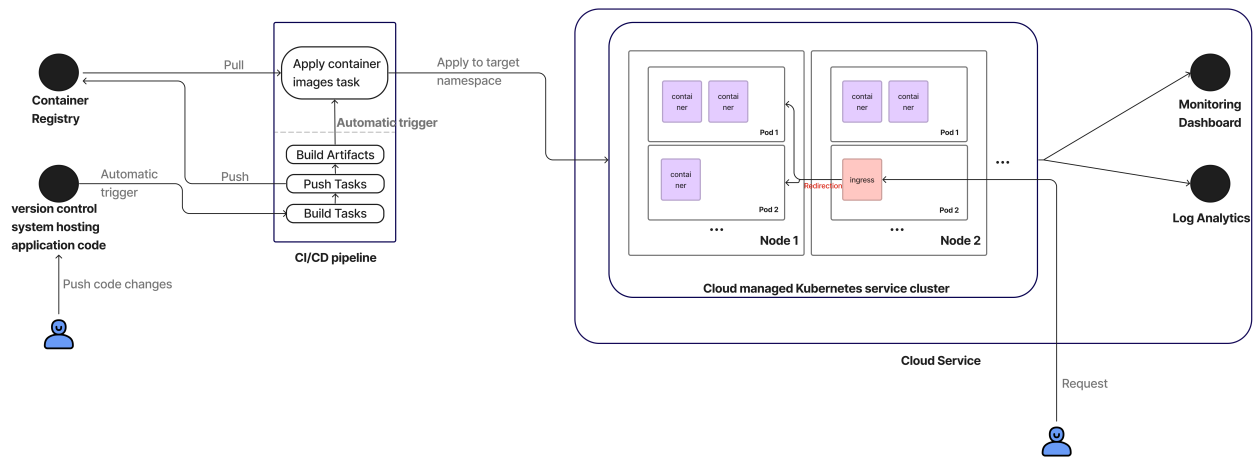 Container
Registry
Pull
Push
version control
system hosting
application code
Automatic
trigger
Push code changes
Apply container
images task
Automatic trigger
Build Artifacts
Push Tasks
Build Tasks
CI/CD pipeline
Apply to target
namespace
contai
ner
contai
ner
Pod 1
contai
ner
Pod 2
...
Node 1
contai
ner
contai
ner
Pod 1
Redirection
ingress
Pod 2
...
Node 2
...
Cloud managed Kubernetes service cluster
Cloud Service
Monitoring
Dashboard
Log Analytics
Request